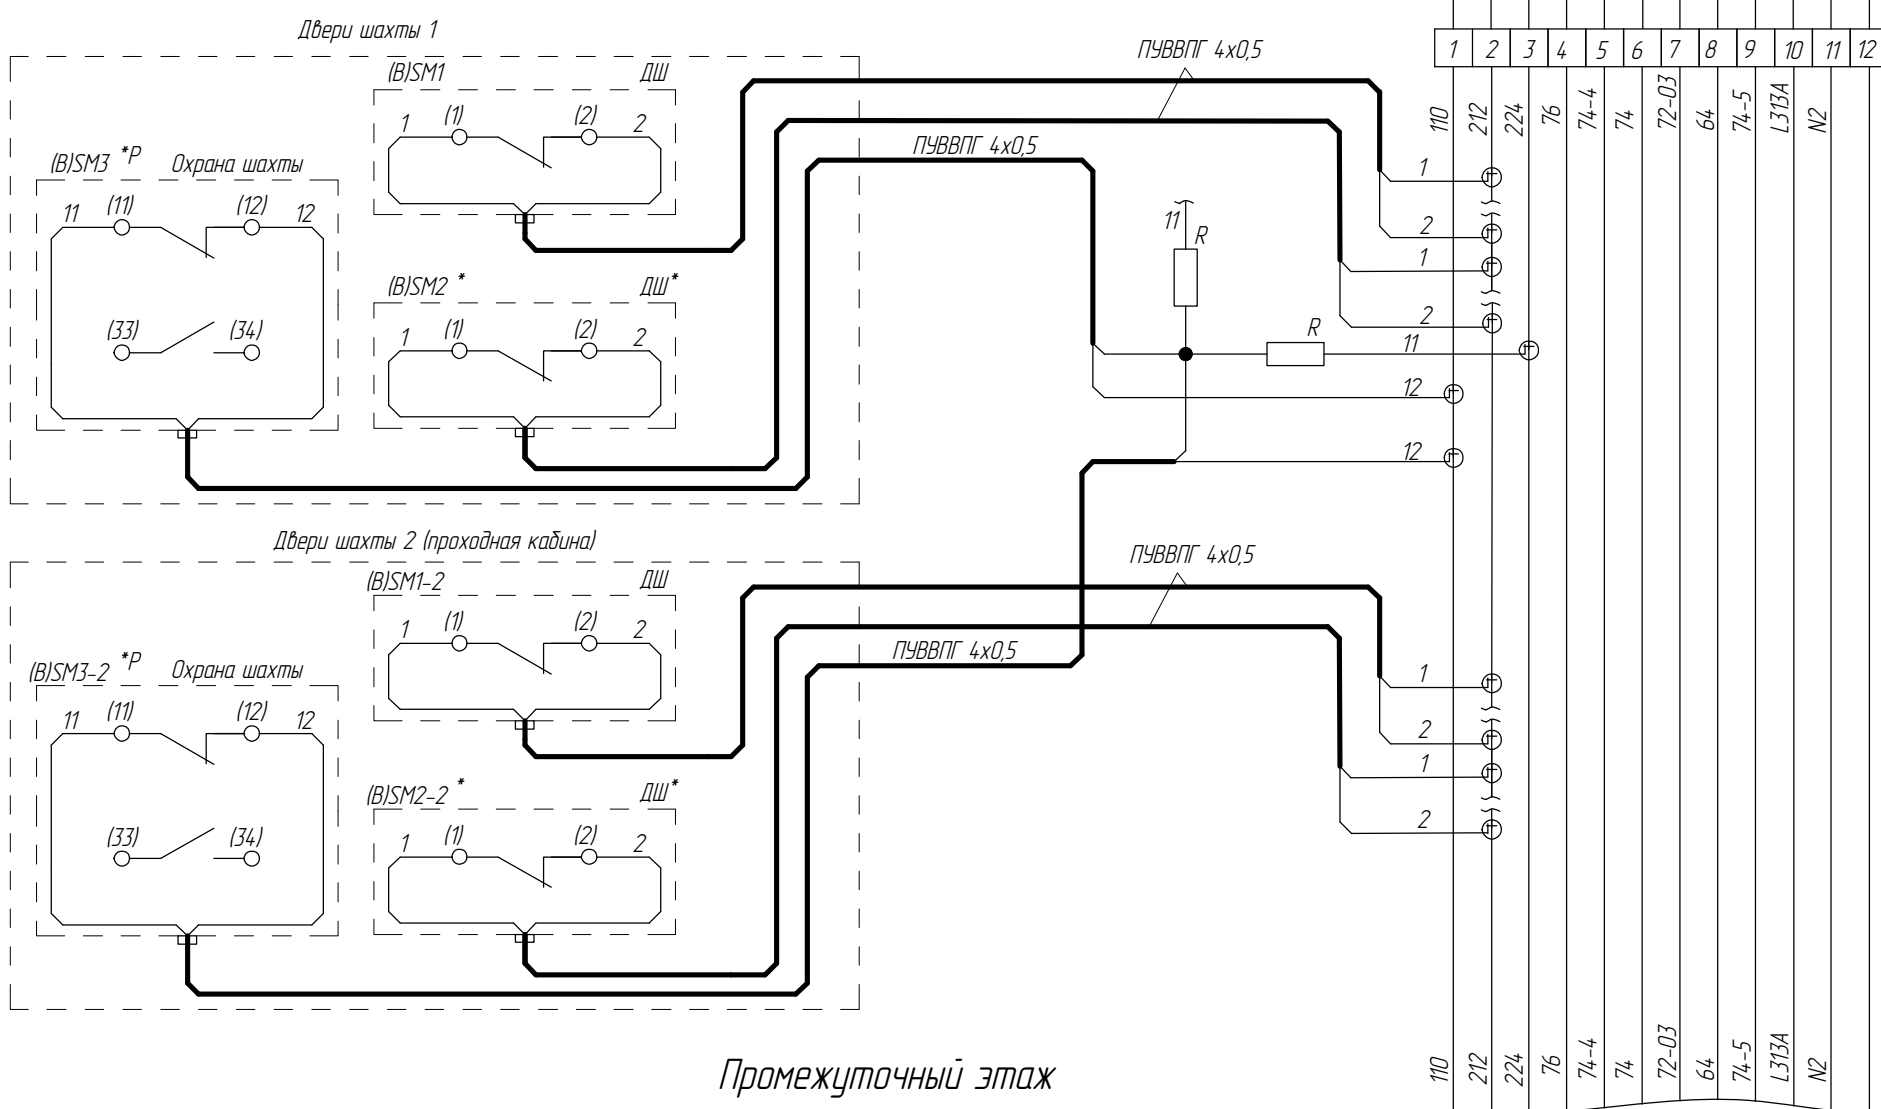 Двери шахты 1
(В)SM1 ДШ
1 (1) (2) 2
(В)SM3 *Р Охрана шахты
11 (11) (12) 12
(33) (34)
(В)SM2 * ДШ*
1 (1) (2) 2
ПУВВПГ 4x0,5
ПУВВПГ 4x0,5
11 R
R
1 2 3 4 5 6 7 8 9 10 11 12
110 212 224 76 74-4 74 72-03 64 74-5 L313A N2
1
2
1
2
11
12
12
Двери шахты 2 (проходная кабина)
(В)SM1-2 ДШ
1 (1) (2) 2
(В)SM3-2 *Р Охрана шахты
11 (11) (12) 12
(33) (34)
(В)SM2-2 * ДШ*
1 (1) (2) 2
ПУВВПГ 4x0,5
ПУВВПГ 4x0,5
1
2
1
2
110 212 224 76 74-4 74 72-03 64 74-5 L313A N2
Промежуточный этаж